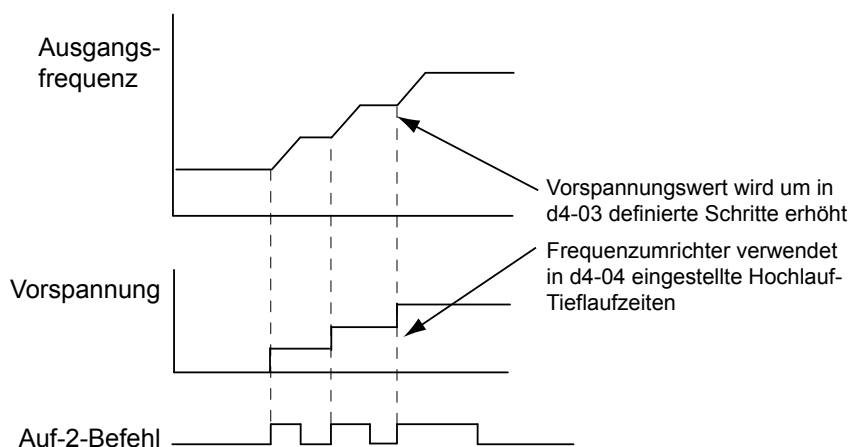 Ausgangs-
frequenz
Vorspannungswert wird um in
d4-03 definierte Schritte erhöht
Frequenzumrichter verwendet
in d4-04 eingestellte Hochlauf-
Tieflaufzeiten
Vorspannung
Auf-2-Befehl